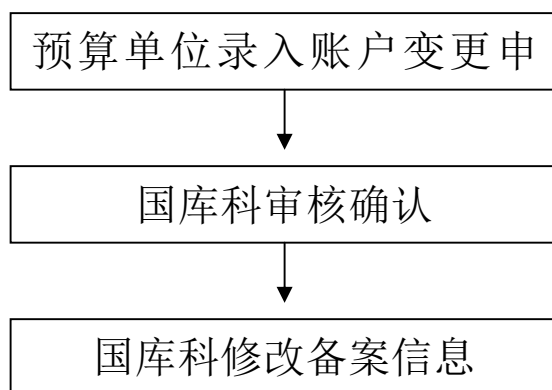 预算单位录入账户变更申
国库科审核确认
国库科修改备案信息